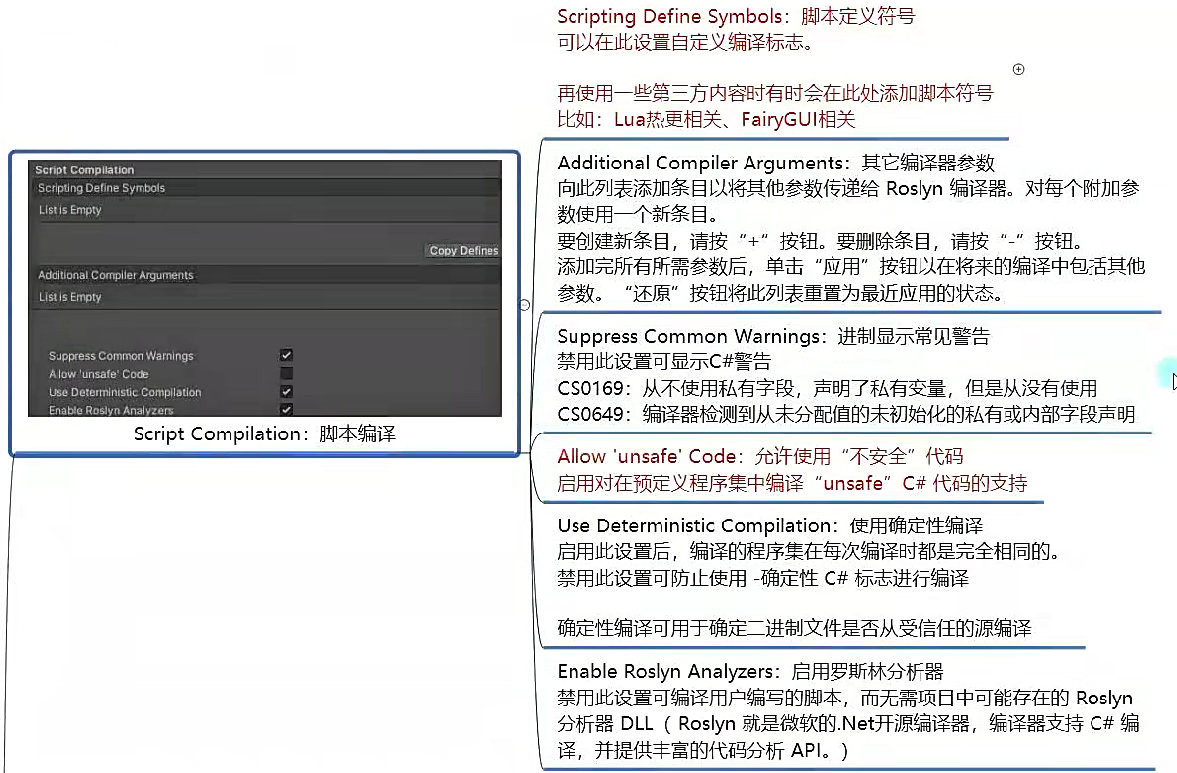 Script Compilation
Scripting Define Symbols
List is Empty
Copy Defines
Additional Compiler Arguments
List is Empty
Suppress Common Warnings
Allow 'unsafe' Code
Use Deterministic Compilation
Enable Roslyn Analyzers
Script Compilation：脚本编译
Scripting Define Symbols：脚本定义符号
可以在此设置自定义编译标志。
再使用一些第三方内容时有时会在此处添加脚本符号
比如：Lua热更相关、FairyGUI相关
Additional Compiler Arguments：其它编译器参数
向此列表添加条目以将其他参数传递给 Roslyn 编译器。对每个附加参
数使用一个新条目。
要创建新条目，请按“+“按钮。要删除条目，请按“-”按钮。
添加完所有所需参数后，单击“应用”按钮以在将来的编译中包括其他
参数。“还原”按钮将此列表重置为最近应用的状态。
Suppress Common Warnings：进制显示常见警告
禁用此设置可显示C#警告
CS0169：从不使用私有字段，声明了私有变量，但是从没有使用
CS0649：编译器检测到从未分配值的未初始化的私有或内部字段声明
Allow 'unsafe' Code：允许使用“不安全”代码
启用对在预定义程序集中编译“unsafe”C# 代码的支持
Use Deterministic Compilation：使用确定性编译
启用此设置后，编译的程序集在每次编译时都是完全相同的。
禁用此设置可防止使用 -确定性 C# 标志进行编译
确定性编译可用于确定二进制文件是否从受信任的源编译
Enable Roslyn Analyzers：启用罗斯林分析器
禁用此设置可编译用户编写的脚本，而无需项目中可能存在的 Roslyn
分析器 DLL（ Roslyn 就是微软的.Net开源编译器，编译器支持 C# 编
译，并提供丰富的代码分析 API。）